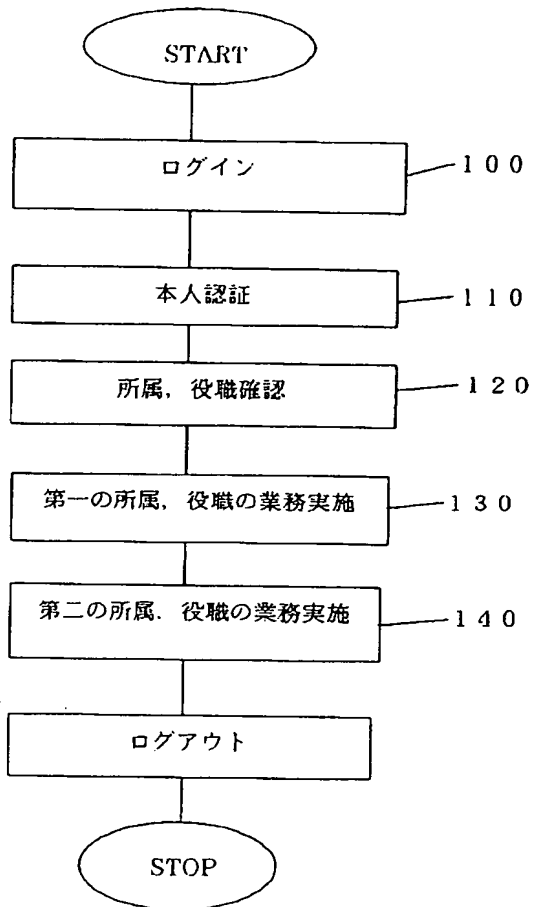 START
ログイン
100
本人認証
110
所属，役職確認
120
第一の所属，役職の業務実施
130
第二の所属．役職の業務実施
140
ログアウト
STOP